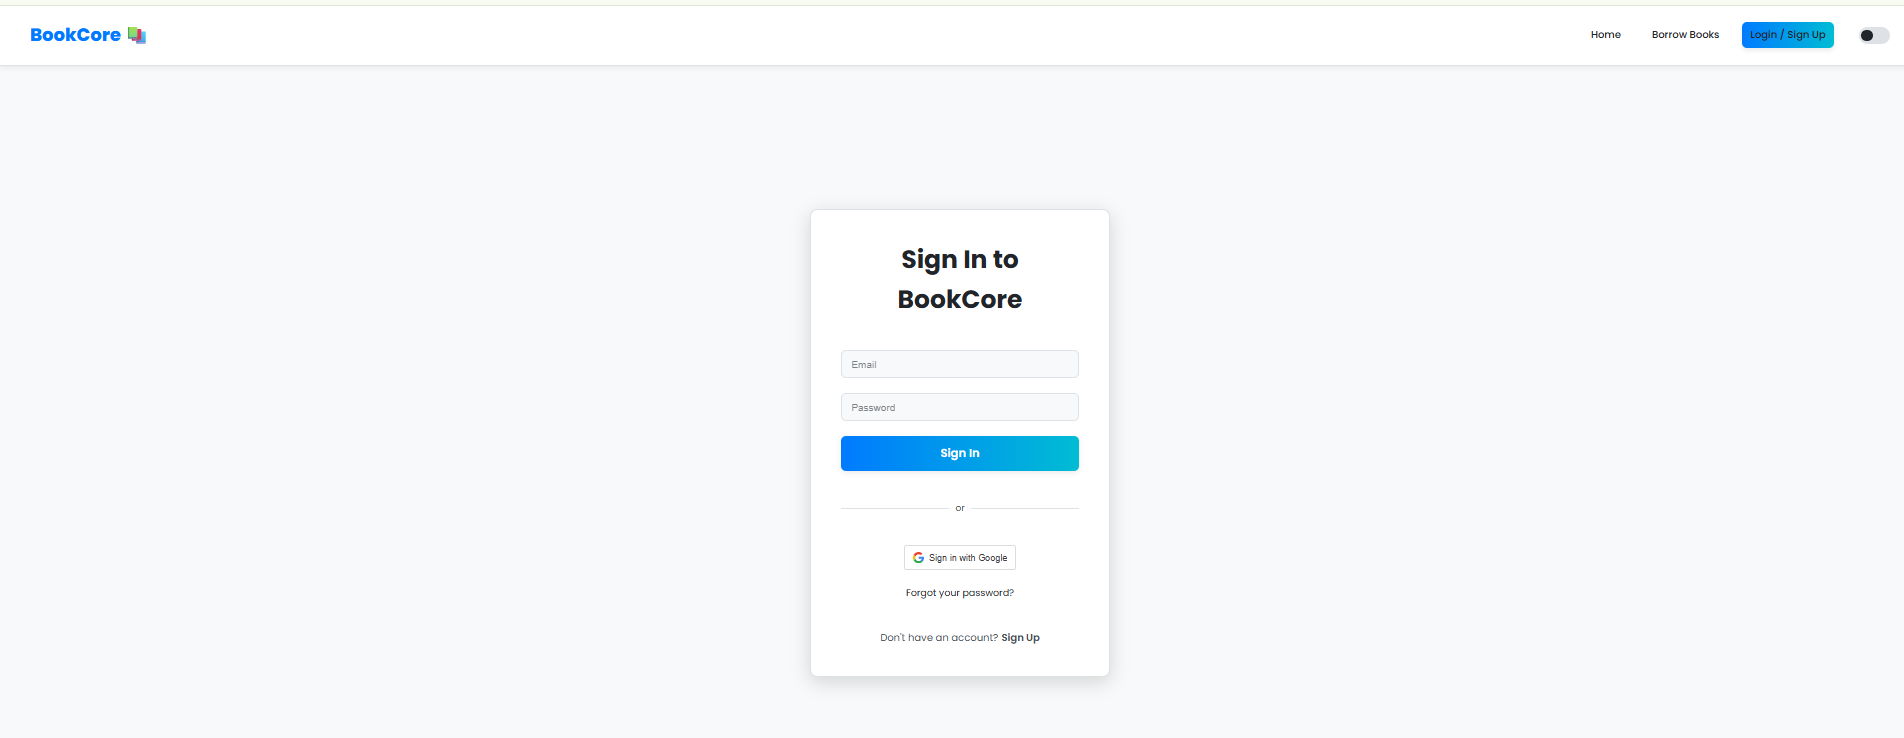 BookCore
Home
Borrow Books
Login / Sign Up
Sign In to
BookCore
Email
Password
Sign In
or
Sign in with Google
Forgot your password?
Don't have an account? Sign Up